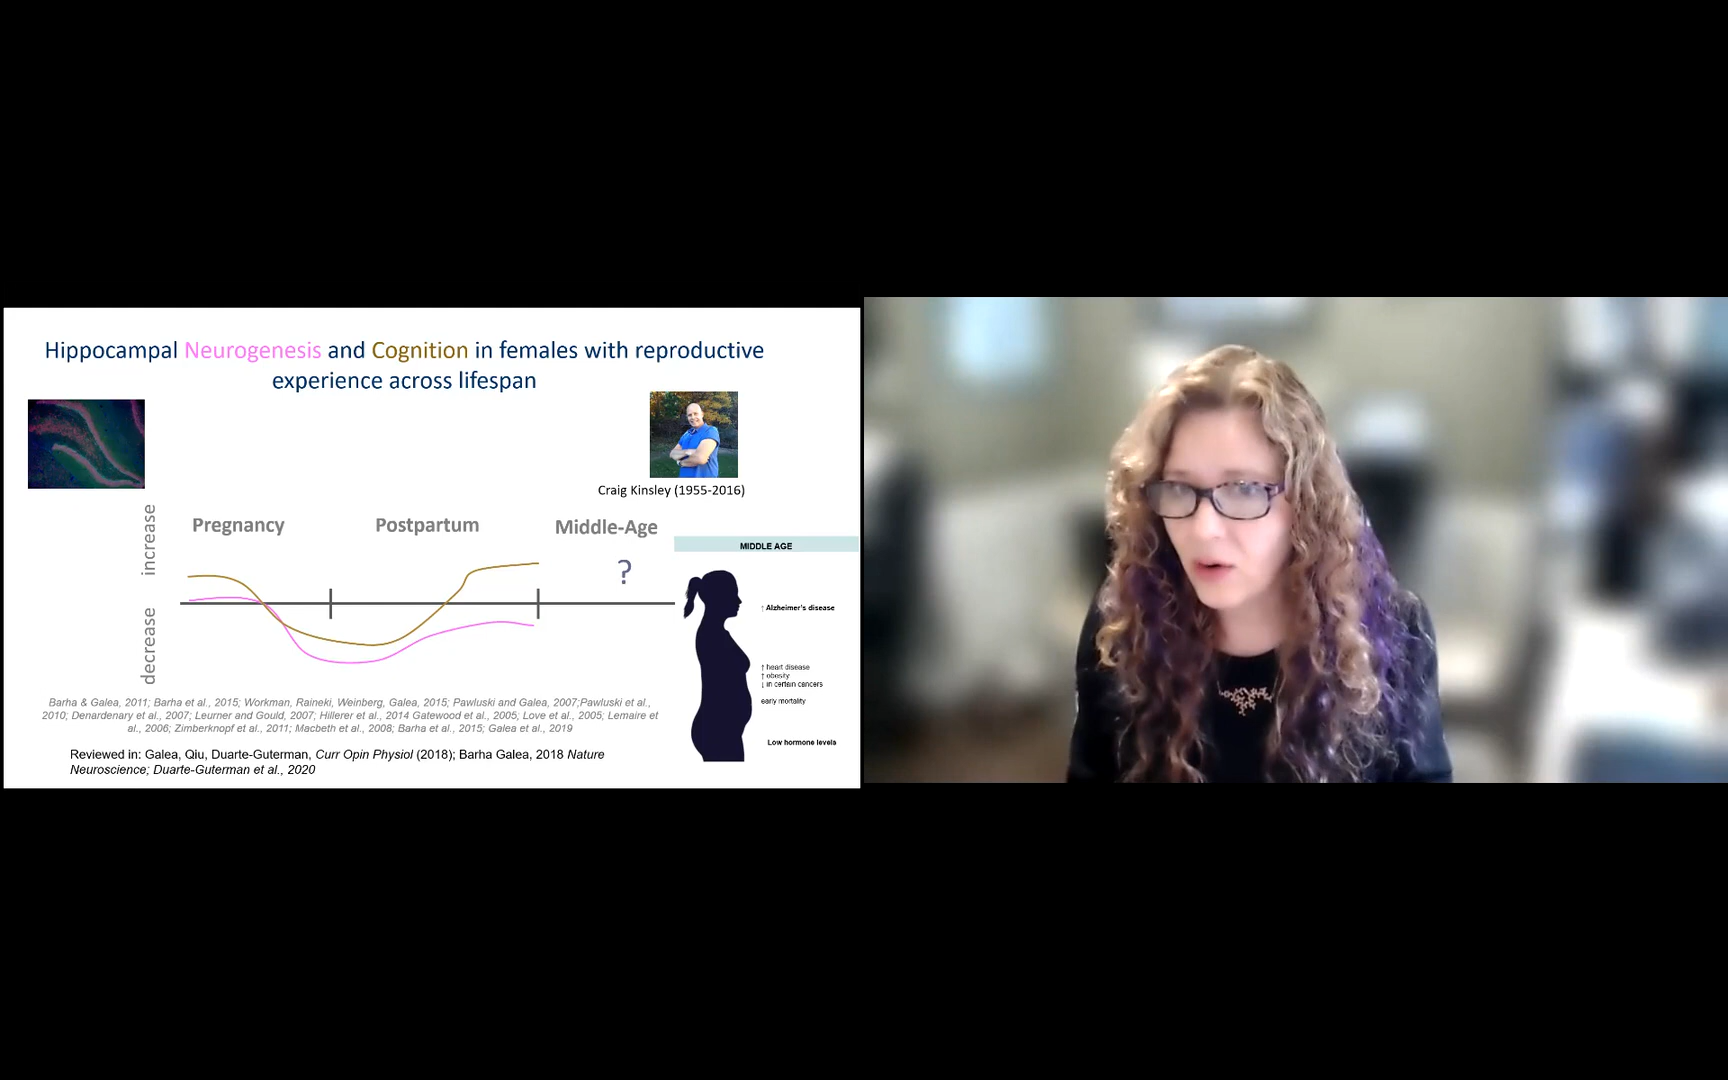 Hippocampal Neurogenesis and Cognition in females with reproductive
experience across lifespan
Craig Kinsley (1955-2016)
increase
decrease
Pregnancy
Postpartum
Middle-Age
?
MIDDLE AGE
↑ Alzheimer's disease
↑ heart disease
↑ obesity
↓ in certain cancers
early mortality
Low hormone levels
Barha & Galea, 2011; Barha et al., 2015; Workman, Raineki, Weinberg, Galea, 2015; Pawluski and Galea, 2007;Pawluski et al.,
2010; Denardenary et al., 2007; Leurner and Gould, 2007; Hillerer et al., 2014 Gatewood et al., 2005; Love et al., 2005; Lemaire et
al., 2006; Zimberknopf et al., 2011; Macbeth et al., 2008; Barha et al., 2015; Galea et al., 2019
Reviewed in: Galea, Qiu, Duarte-Guterman, Curr Opin Physiol (2018); Barha Galea, 2018 Nature
Neuroscience; Duarte-Guterman et al., 2020